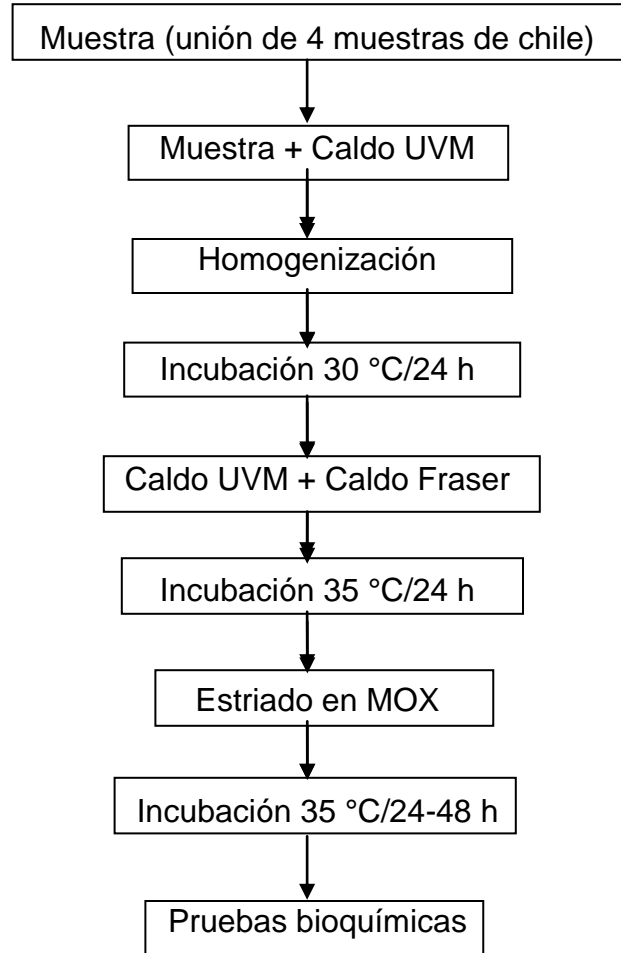 Muestra (unión de 4 muestras de chile)
Muestra + Caldo UVM
Homogenización
Incubación 30 °C/24 h
Caldo UVM + Caldo Fraser
Incubación 35 °C/24 h
Estriado en MOX
Incubación 35 °C/24-48 h
Pruebas bioquímicas